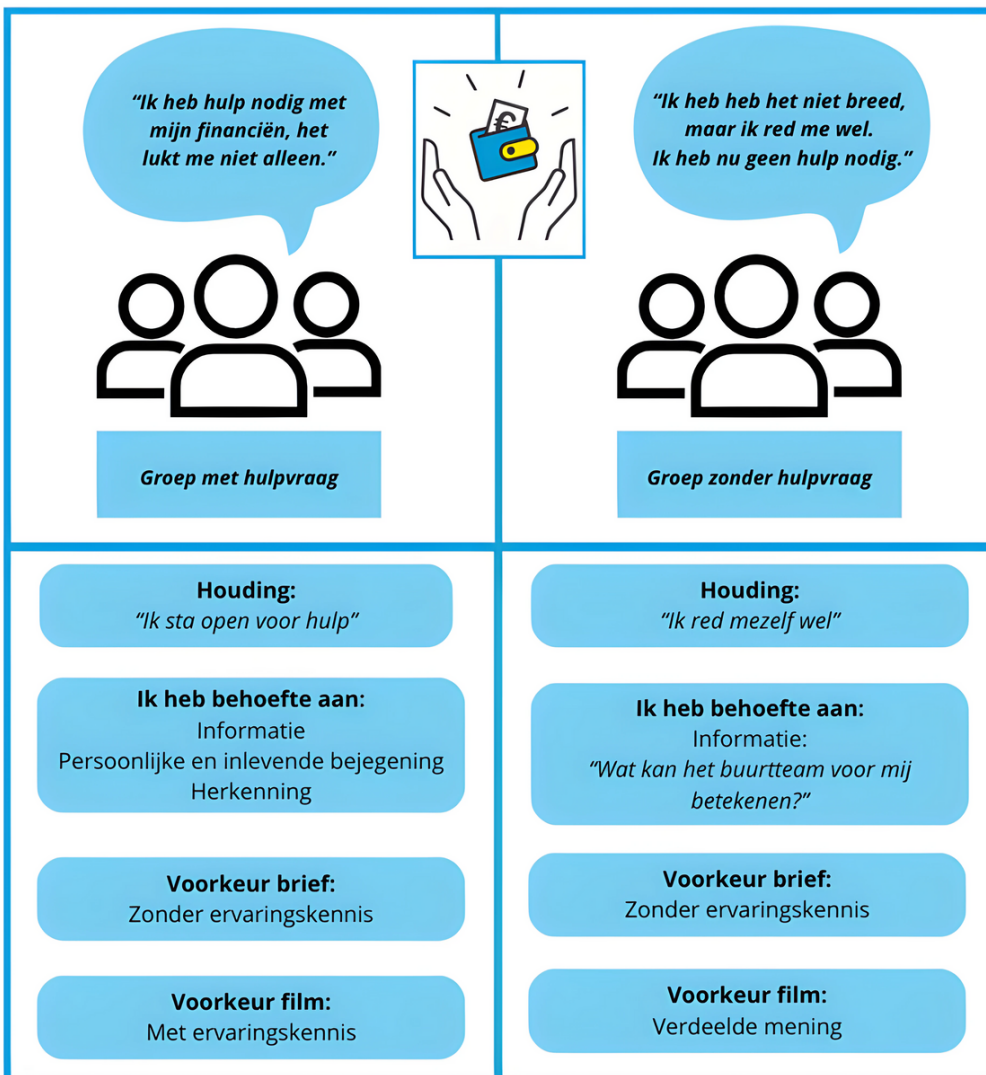 “Ik heb hulp nodig met
mijn financiën, het
lukt me niet alleen.”
Groep met hulpvraag
€
“Ik heb heb het niet breed,
maar ik red me wel.
Ik heb nu geen hulp nodig.”
Groep zonder hulpvraag
Houding:
“Ik sta open voor hulp”
Ik heb behoefte aan:
Informatie
Persoonlijke en inlevende bejegening
Herkenning
Voorkeur brief:
Zonder ervaringskennis
Voorkeur film:
Met ervaringskennis
Houding:
“Ik red mezelf wel”
Ik heb behoefte aan:
Informatie:
“Wat kan het buurtteam voor mij
betekenen?”
Voorkeur brief:
Zonder ervaringskennis
Voorkeur film:
Verdeelde mening